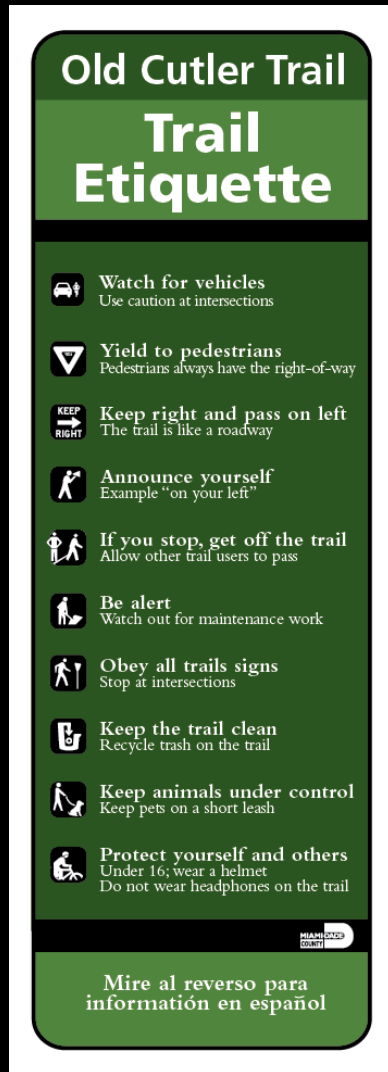 Old Cutler Trail
Trail
Etiquette
Watch for vehicles
Use caution at intersections
Yield to pedestrians
Pedestrians always have the right-of-way
KEEP
RIGHT
Keep right and pass on left
The trail is like a roadway
Announce yourself
Example “on your left”
If you stop, get off the trail
Allow other trail users to pass
Be alert
Watch out for maintenance work
Obey all trails signs
Stop at intersections
Keep the trail clean
Recycle trash on the trail
Keep animals under control
Keep pets on a short leash
Protect yourself and others
Under 16; wear a helmet
Do not wear headphones on the trail
MIAMI-DADE
COUNTY
Mire al reverso para
informatión en español